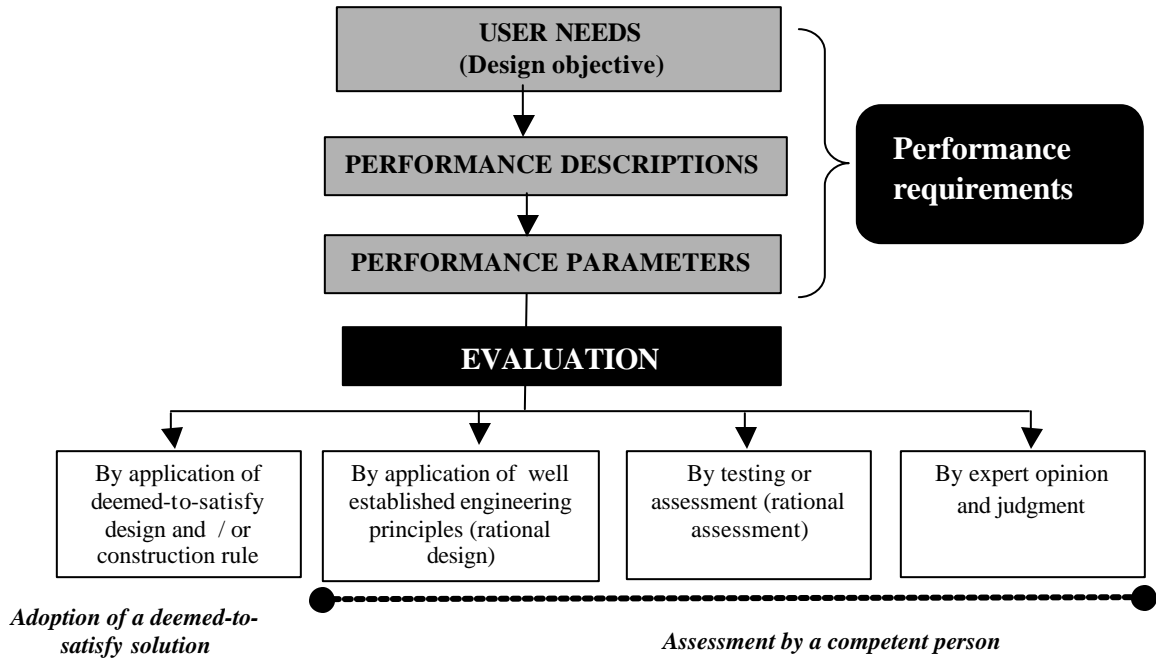 USER NEEDS
(Design objective)
PERFORMANCE DESCRIPTIONS
PERFORMANCE PARAMETERS
Performance
requirements
EVALUATION
By application of
deemed-to-satisfy
design and / or
construction rule
By application of well
established engineering
principles (rational
design)
By testing or
assessment (rational
assessment)
By expert opinion
and judgment
Adoption of a deemed-to-
satisfy solution
Assessment by a competent person